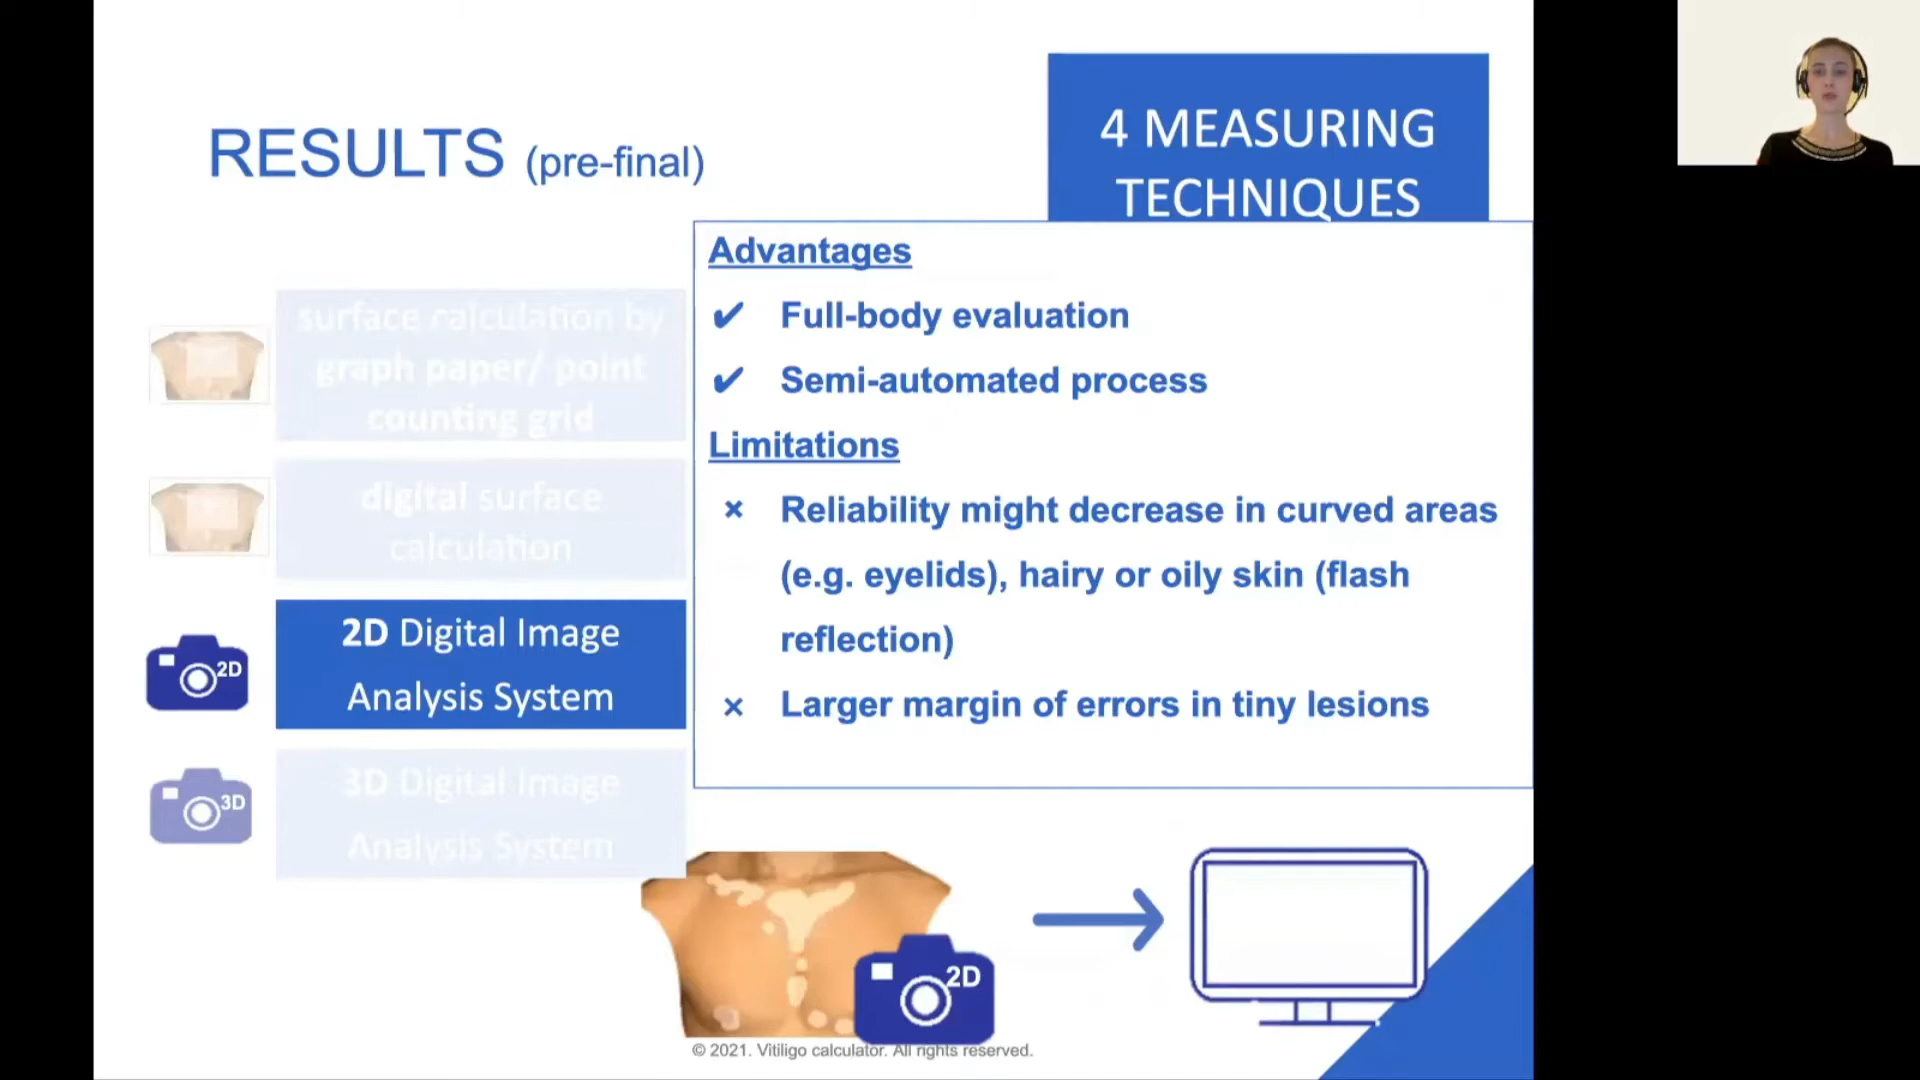 RESULTS (pre-final)
4 MEASURING
TECHNIQUES
surface calculation by
graph paper/ point
counting grid
digital surface
calculation
2D
2D Digital Image
Analysis System
3D
3D Digital Image
Analysis System
Advantages
✔ Full-body evaluation
✔ Semi-automated process
Limitations
× Reliability might decrease in curved areas
(e.g. eyelids), hairy or oily skin (flash
reflection)
× Larger margin of errors in tiny lesions
2D
© 2021. Vitiligo calculator. All rights reserved.